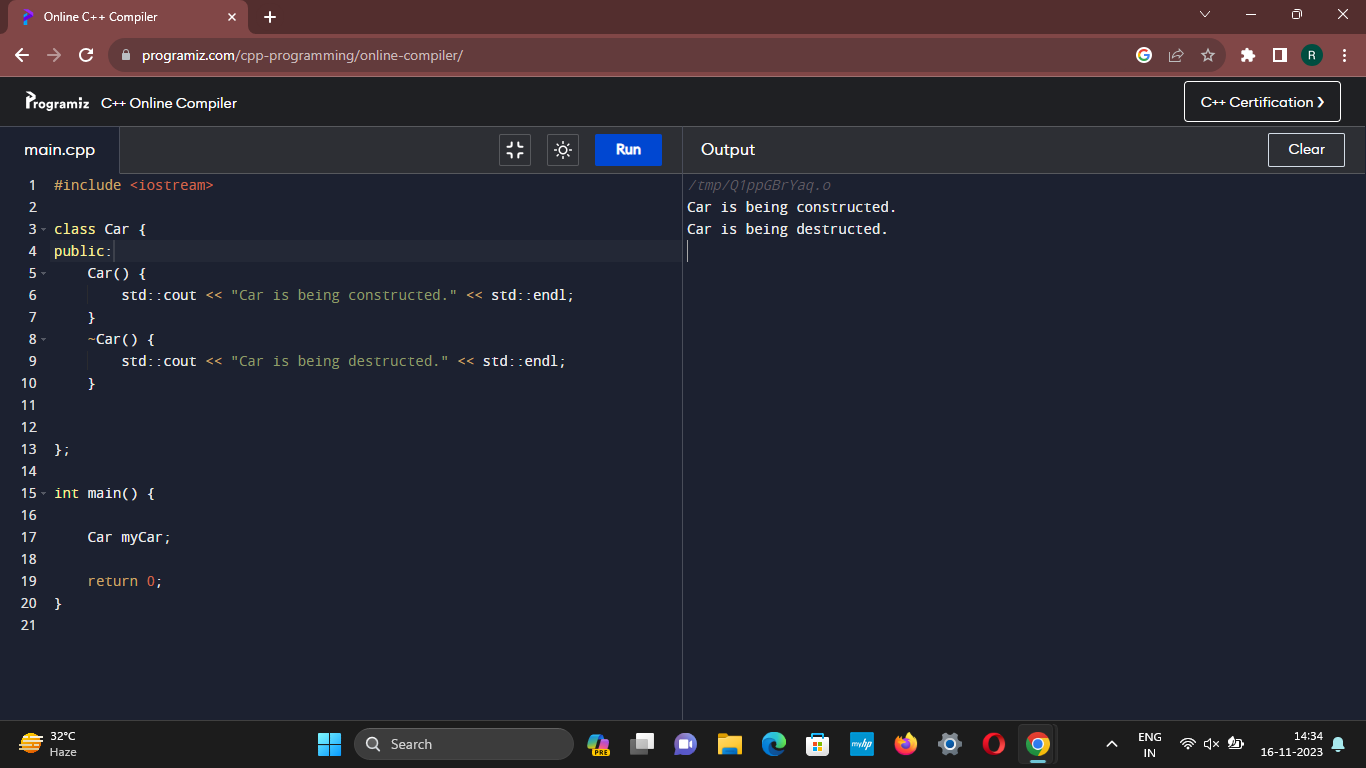 Online C++ Compiler
programiz.com/cpp-programming/online-compiler/
R
Programiz C++ Online Compiler
C++ Certification ❯
main.cpp
Run
Output
Clear
1 #include <iostream>
2
3 class Car {
4 public:
5     Car() {
6         std::cout << "Car is being constructed." << std::endl;
7     }
8     ~Car() {
9         std::cout << "Car is being destructed." << std::endl;
10     }
11
12
13 };
14
15 int main() {
16
17     Car myCar;
18
19     return 0;
20 }
21
/tmp/Q1ppGBrYaq.o
Car is being constructed.
Car is being destructed.
32°C
Haze
Search
PRE
myhp
ENG
IN
14:34
16-11-2023